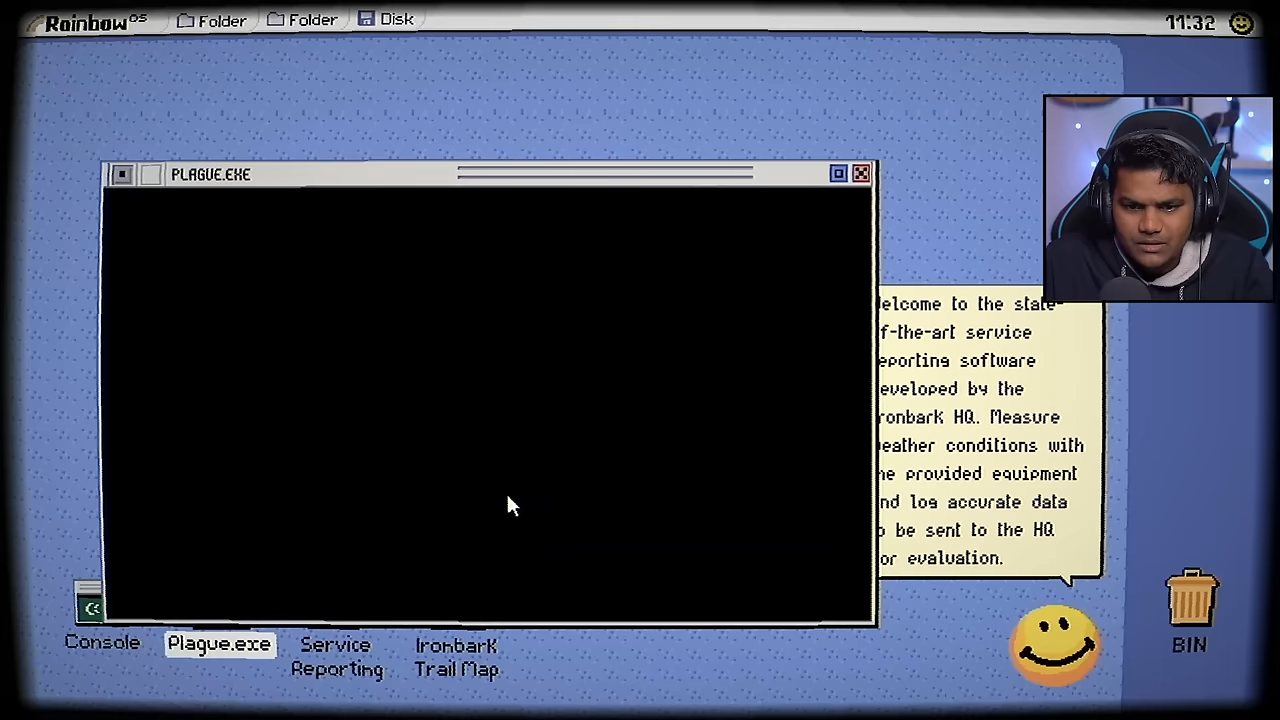 RainbowOS
Folder
Folder
Disk
11:32
PLAGUE.EXE
elcome to the state-
f-the-art service
eporting software
eveloped by the
ronbark HQ. Measure
eather conditions with
he provided equipment
nd log accurate data
o be sent to the HQ
or evaluation.
Console
Plague.exe
Service
Reporting
Ironbark
Trail Map
BIN